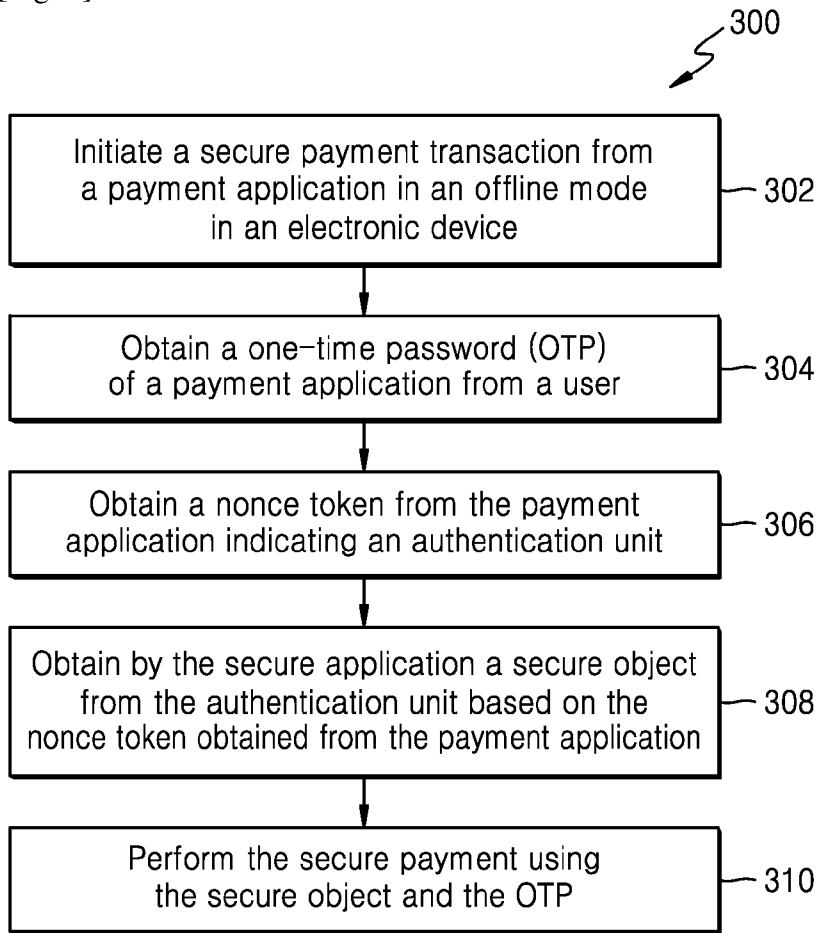 300
Initiate a secure payment transaction from
a payment application in an offline mode
in an electronic device
302
Obtain a one-time password (OTP)
of a payment application from a user
304
Obtain a nonce token from the payment
application indicating an authentication unit
306
Obtain by the secure application a secure object
from the authentication unit based on the
nonce token obtained from the payment application
308
Perform the secure payment using
the secure object and the OTP
310